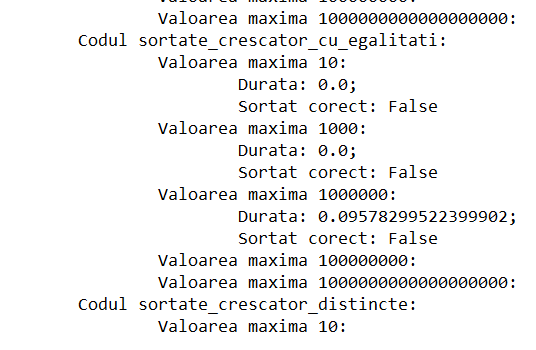 Valoarea maxima 100000000:
Valoarea maxima 1000000000000000000:
Codul sortate_crescator_cu_egalitati:
Valoarea maxima 10:
Durata: 0.0;
Sortat corect: False
Valoarea maxima 1000:
Durata: 0.0;
Sortat corect: False
Valoarea maxima 1000000:
Durata: 0.09578299522399902;
Sortat corect: False
Valoarea maxima 100000000:
Valoarea maxima 1000000000000000000:
Codul sortate_crescator_distincte:
Valoarea maxima 10: